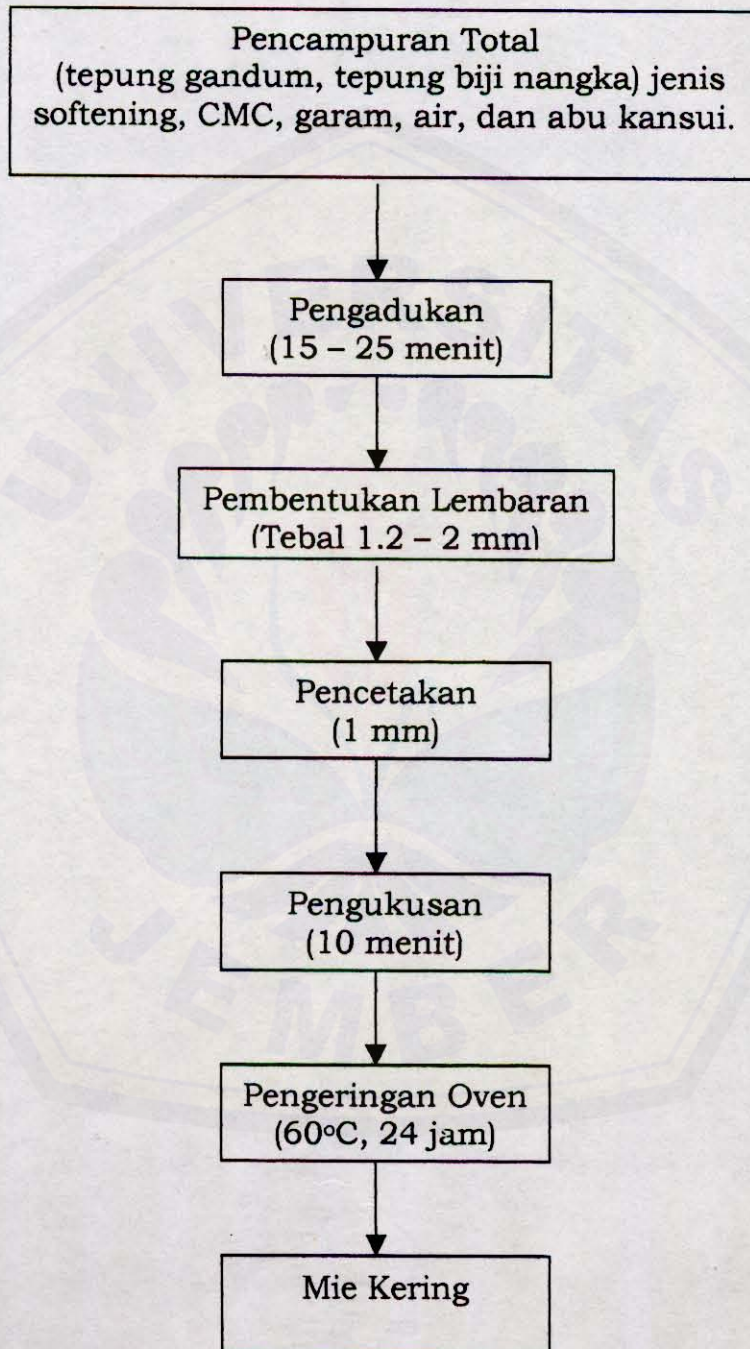 Pencampuran Total
(tepung gandum, tepung biji nangka) jenis
softening, CMC, garam, air, dan abu kansui.
Pengadukan
(15 – 25 menit)
Pembentukan Lembaran
(Tebal 1.2 – 2 mm)
Pencetakan
(1 mm)
Pengukusan
(10 menit)
Pengeringan Oven
(60°C, 24 jam)
Mie Kering
UNIVERSITAS
JEMBER